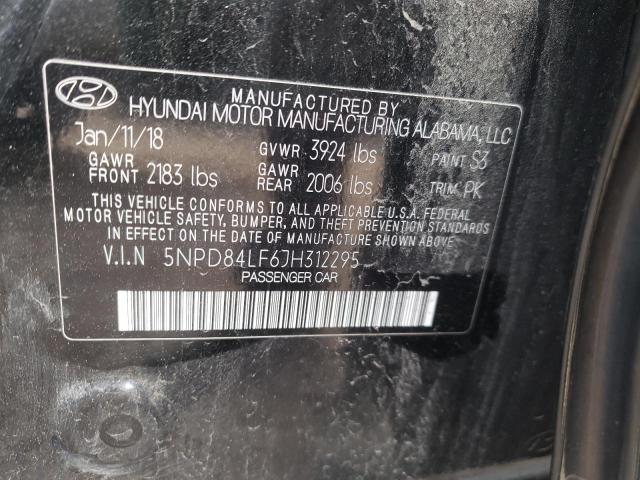 MANUFACTURED BY
HYUNDAI MOTOR MANUFACTURING ALABAMA, LLC
Jan/11/18 GVWR 3924 lbs PAINT S3
GAWR FRONT 2183 lbs GAWR REAR 2006 lbs TRIM PK
THIS VEHICLE CONFORMS TO ALL APPLICABLE U.S.A. FEDERAL
MOTOR VEHICLE SAFETY, BUMPER, AND THEFT PREVENTION STANDARDS
IN EFFECT ON THE DATE OF MANUFACTURE SHOWN ABOVE.
V.I.N 5NPD84LF6JH312295
PASSENGER CAR